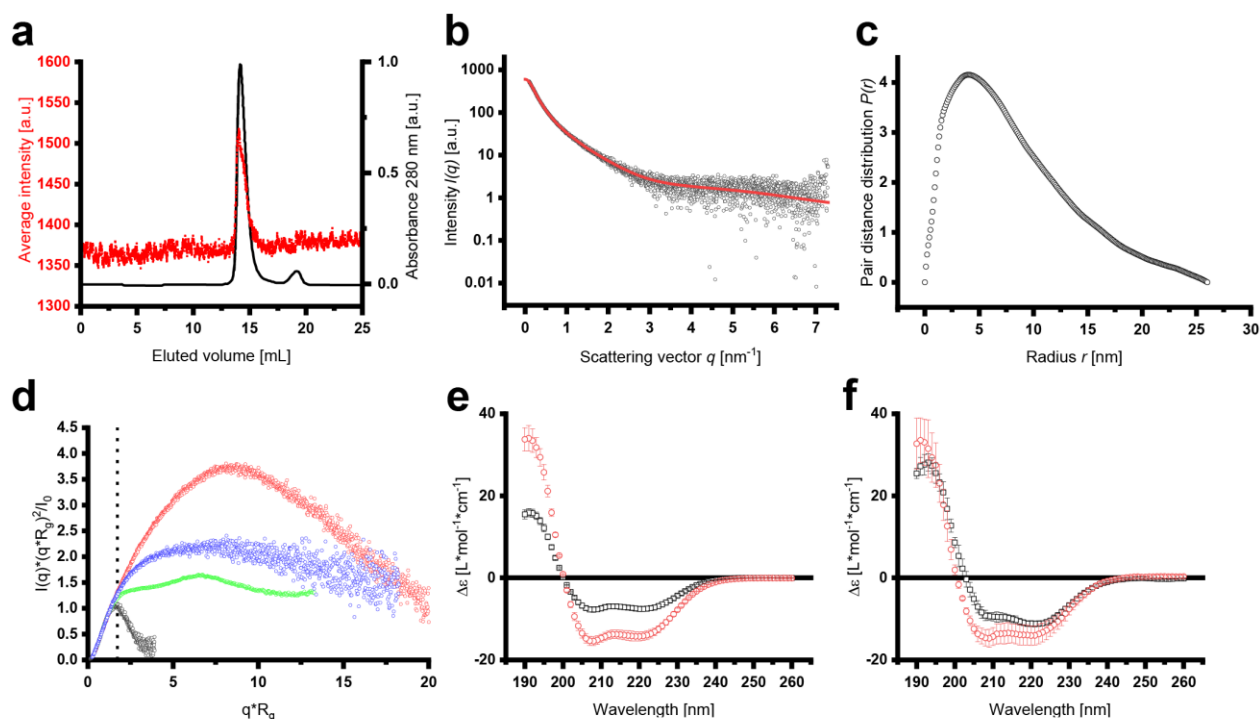 a
1600
1550
1500
1450
1400
1350
1300
Average intensity [a.u.]
1.0
0.5
0.0
Absorbance 280 nm [a.u.]
0 5 10 15 20 25
Eluted volume [mL]
b
1000
100
10
1
0.1
0.01
Intensity I(q) [a.u.]
0 1 2 3 4 5 6 7
Scattering vector q [nm⁻¹]
c
4
2
0
Pair distance distribution P(r)
0 5 10 15 20 25 30
Radius r [nm]
d
4.5
4.0
3.5
3.0
2.5
2.0
1.5
1.0
0.5
0.0
I(q)*(q*Rg)²/I₀
0 5 10 15 20
q*Rg
e
40
20
0
-20
Δε [L*mol⁻¹*cm⁻¹]
190 200 210 220 230 240 250 260
Wavelength [nm]
f
40
20
0
-20
Δε [L*mol⁻¹*cm⁻¹]
190 200 210 220 230 240 250 260
Wavelength [nm]